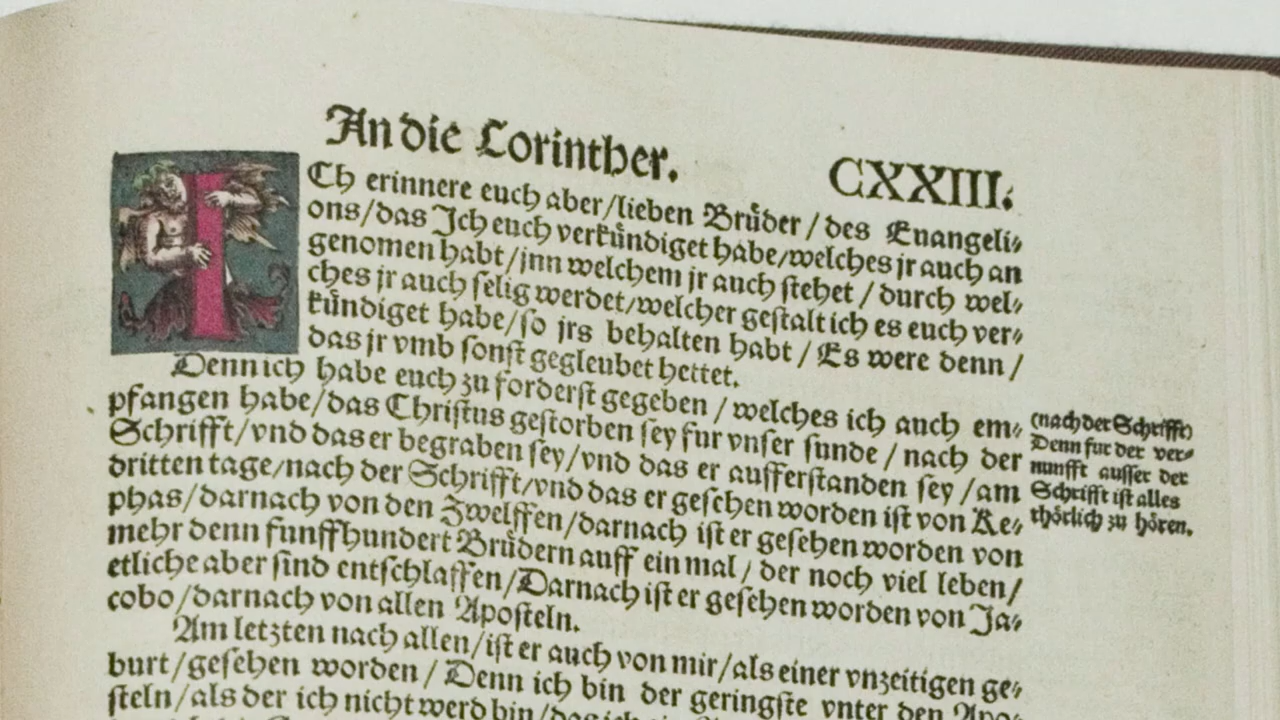 An die Corinther. CXXIII.
ICh erinnere euch aber/lieben Brüder/des Euangeli⸗
ons/das Ich euch verkündiget habe/welches jr auch an
genomen habt/jnn welchem jr auch stehet/durch wel⸗
ches jr auch selig werdet/welcher gestalt ich es euch ver⸗
kündiget habe/so jrs behalten habt/Es were denn/
das jr vmb sonst gegleubet hettet.
Denn ich habe euch zu forderst gegeben/welches ich auch em⸗
pfangen habe/das Christus gestorben sey fur vnser sunde/nach der
Schrifft/vnd das er begraben sey/vnd das er aufferstanden sey/am
dritten tage/nach der Schrifft/vnd das er gesehen worden ist von Ke⸗
phas/darnach von den Zwelffen/darnach ist er gesehen worden von
mehr denn funffhundert Brüdern auff ein mal/der noch viel leben/
etliche aber sind entschlaffen/Darnach ist er gesehen worden von Ja⸗
cobo/darnach von allen Aposteln.
Am letzten nach allen/ist er auch von mir/als einer vnzeitigen ge⸗
burt/gesehen worden/Denn ich bin der geringste vnter den Apo⸗
steln/als der ich nicht werd bin/das ich
(nach der Schrifft)
Denn fur der ver⸗
nunfft ausser der
Schrifft ist alles
thörlich zu hören.